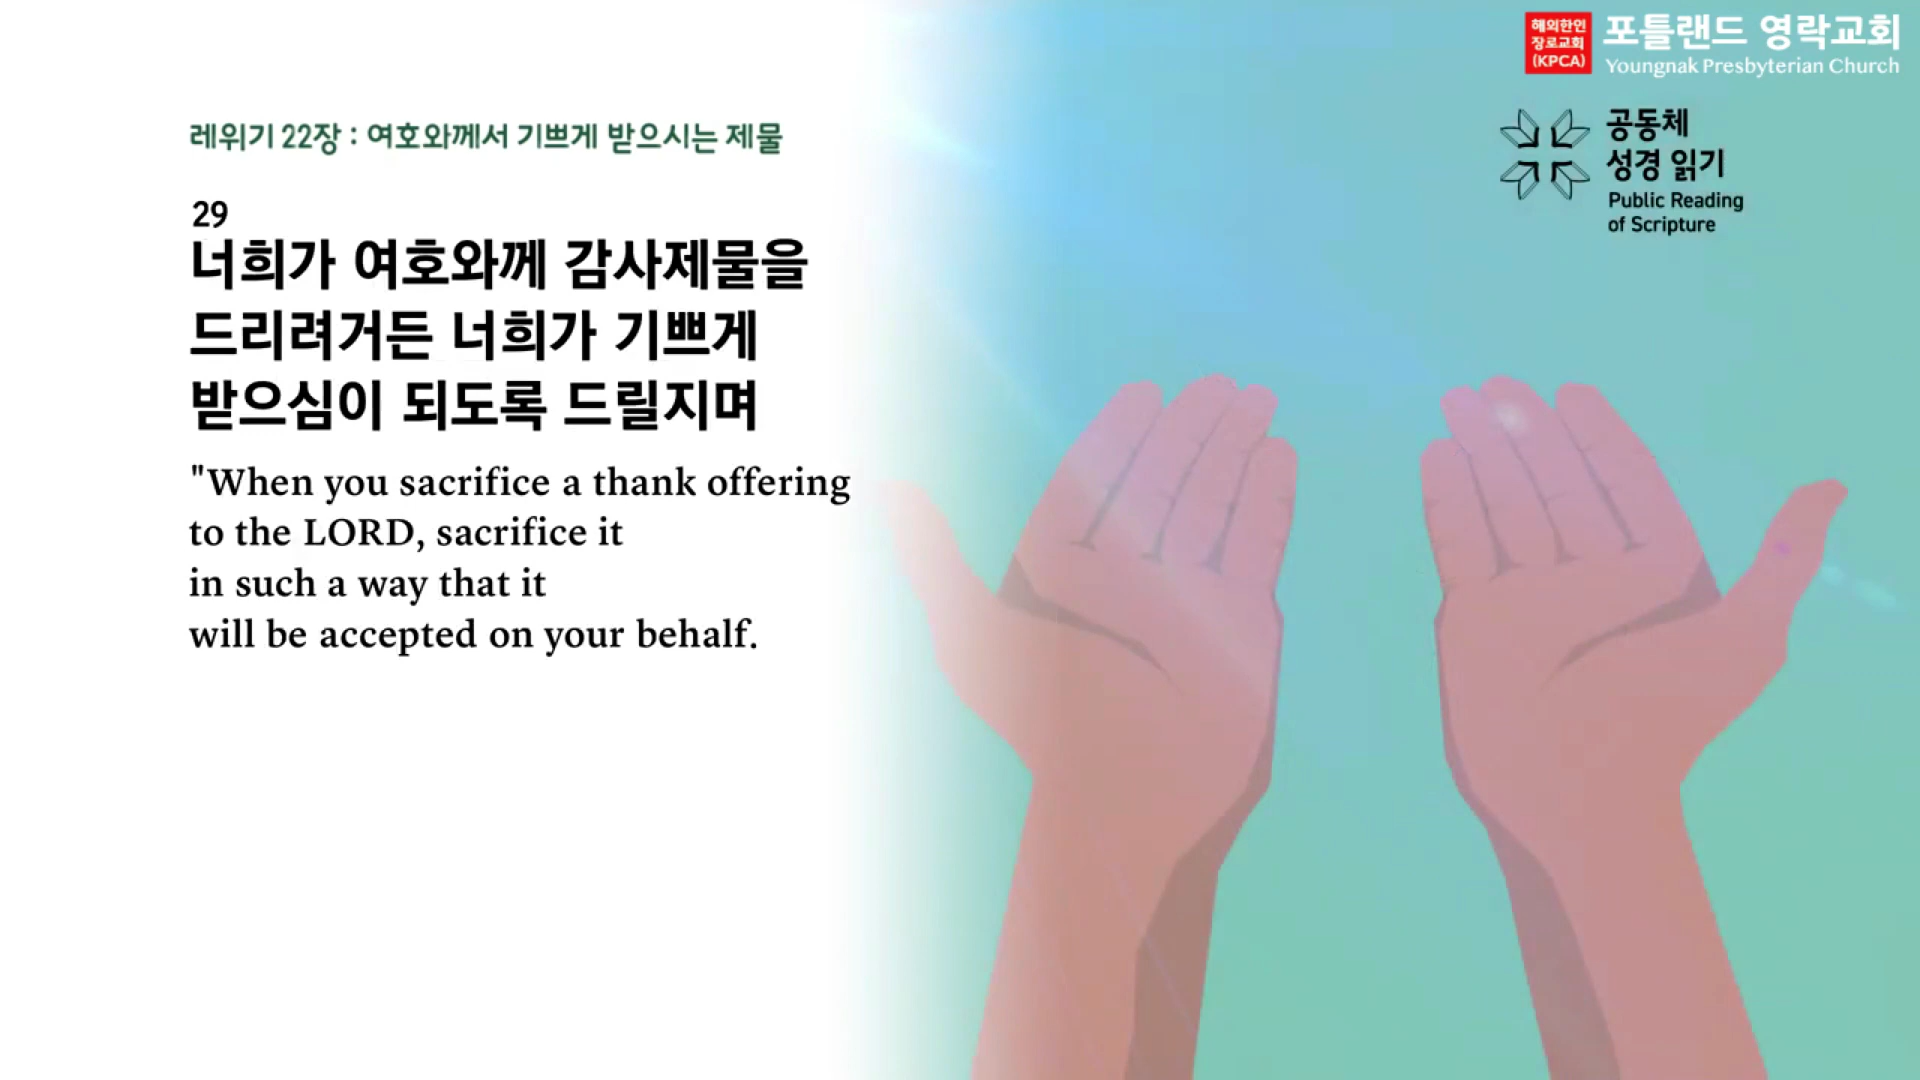 해외한인
장로교회
(KPCA)
포틀랜드 영락교회
Youngnak Presbyterian Church
공동체
성경 읽기
Public Reading
of Scripture
레위기 22장 : 여호와께서 기쁘게 받으시는 제물
29
너희가 여호와께 감사제물을
드리려거든 너희가 기쁘게
받으심이 되도록 드릴지며
"When you sacrifice a thank offering
to the LORD, sacrifice it
in such a way that it
will be accepted on your behalf.